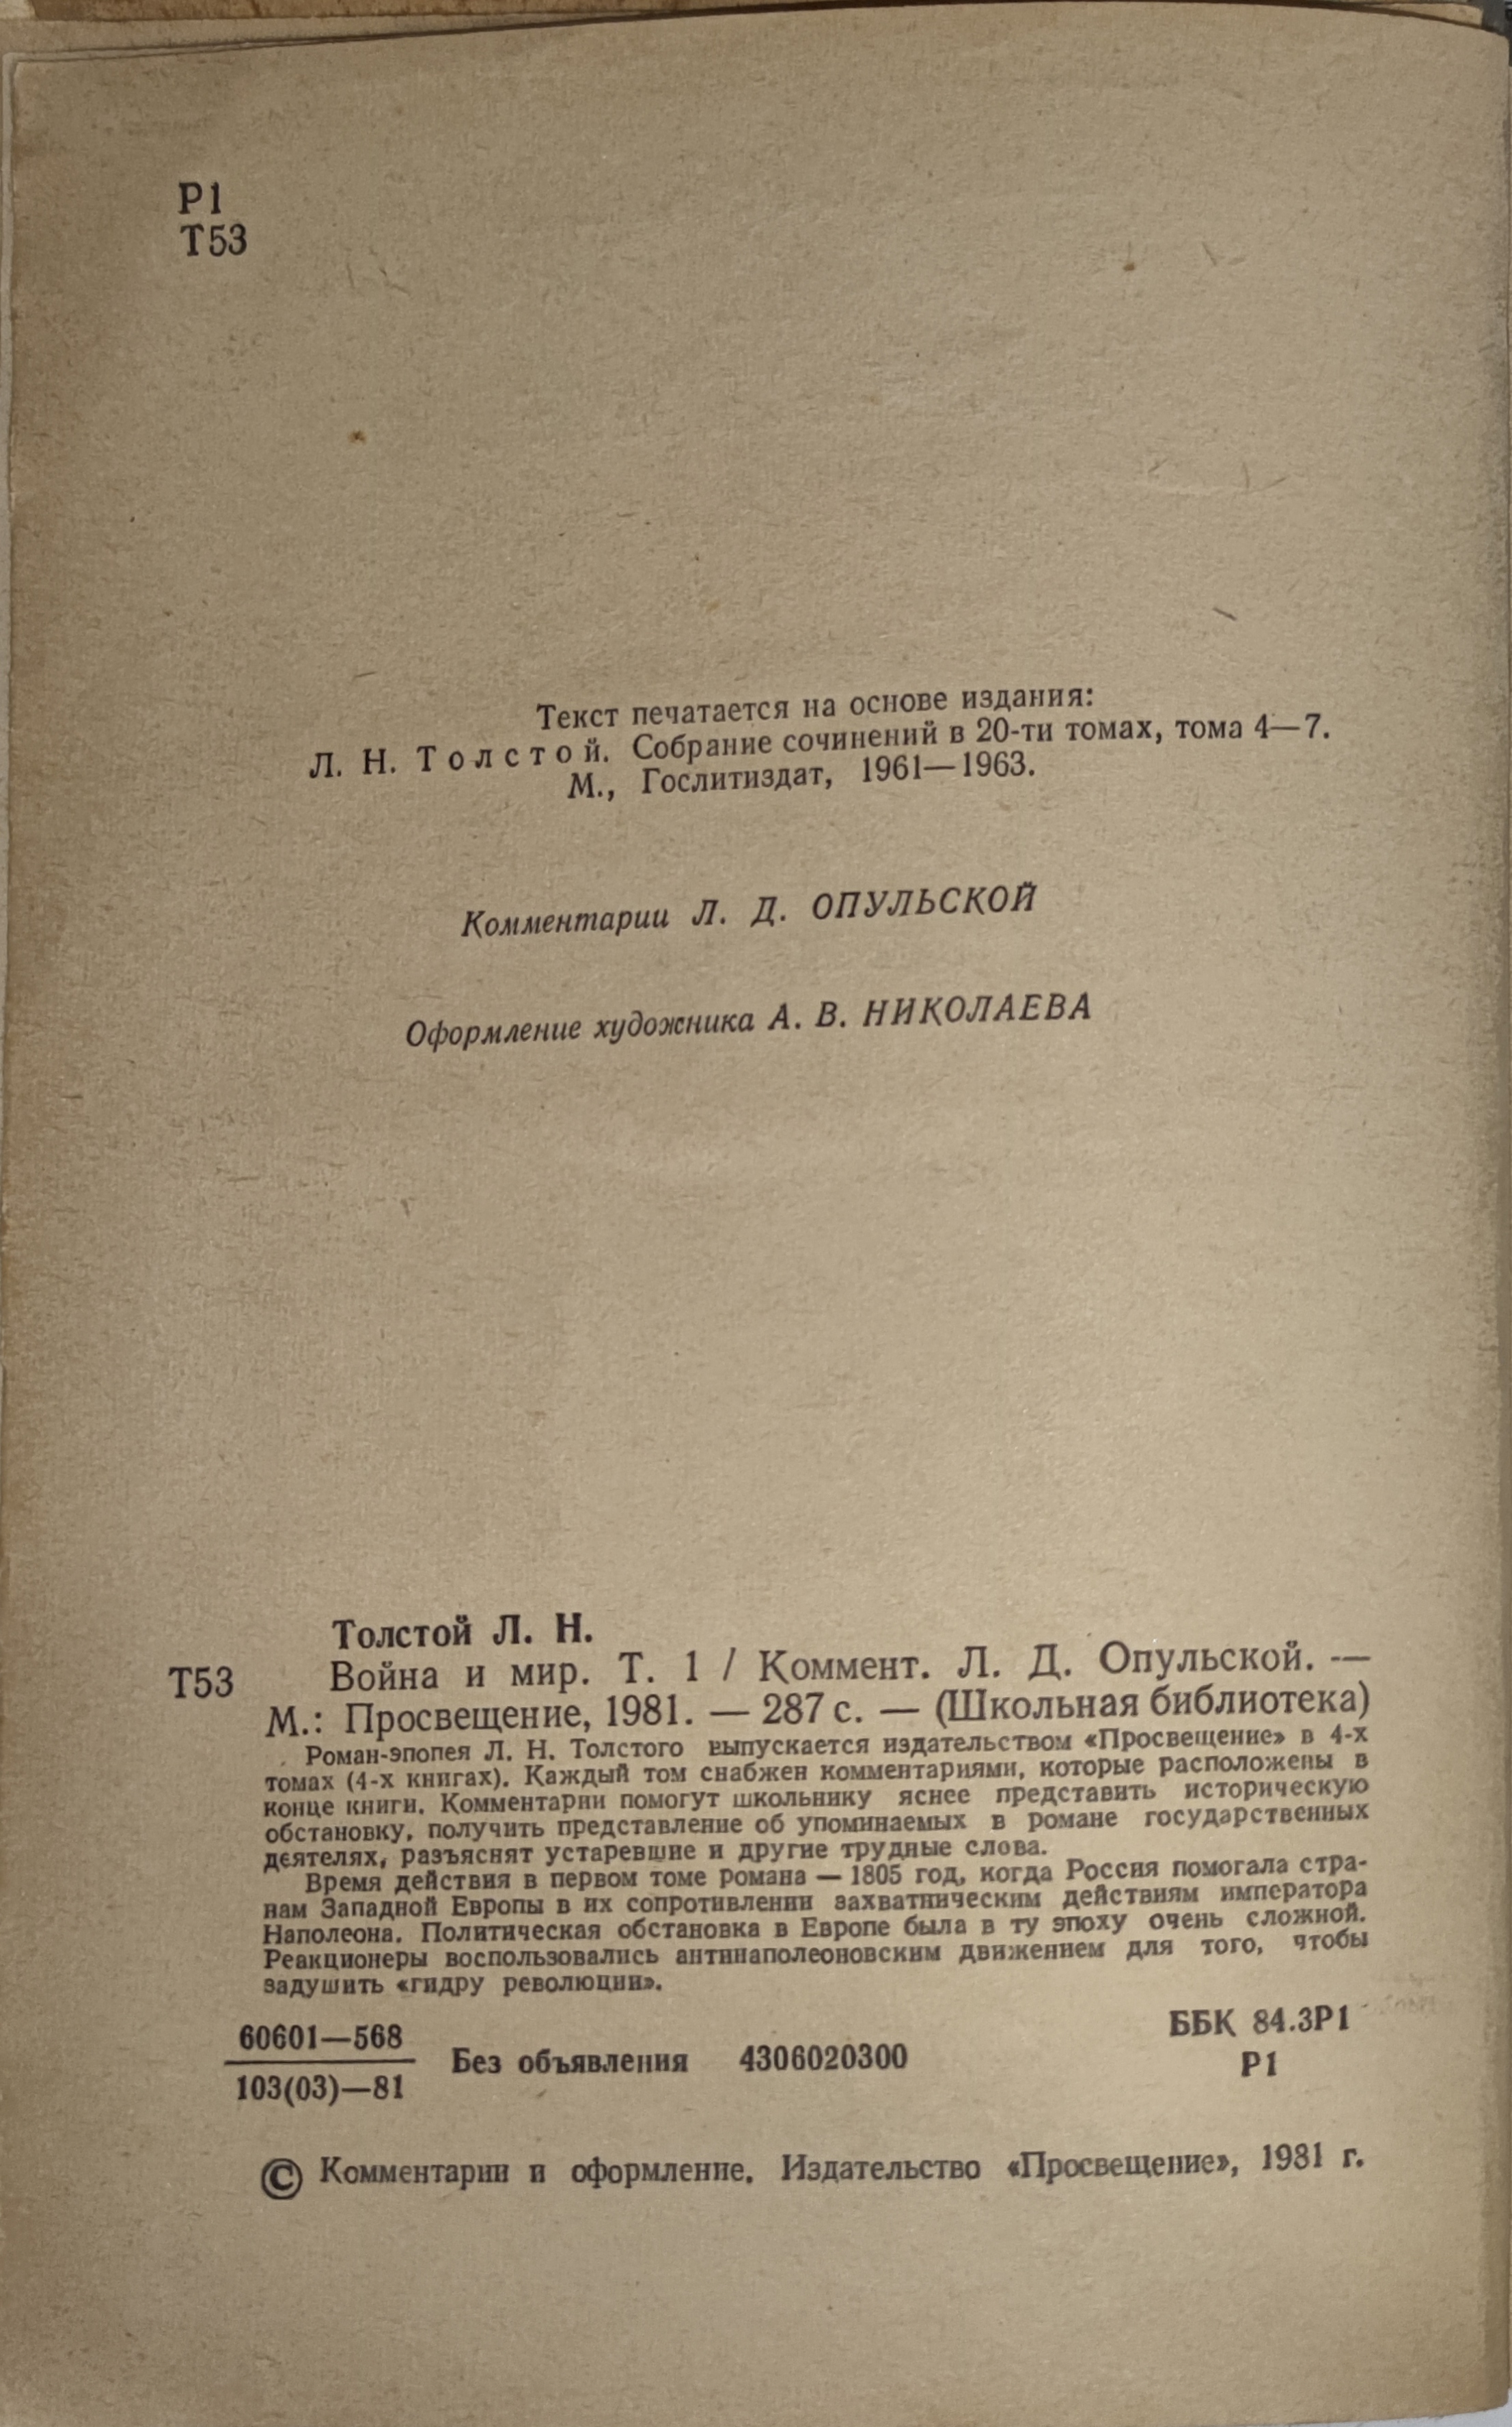 Р1
Т53
Текст печатается на основе издания:
Л. Н. Толстой. Собрание сочинений в 20-ти томах, тома 4—7.
М., Гослитиздат, 1961—1963.
Комментарии Л. Д. ОПУЛЬСКОЙ
Оформление художника А. В. НИКОЛАЕВА
Толстой Л. Н.
Т53 Война и мир. Т. 1 / Коммент. Л. Д. Опульской. —
М.: Просвещение, 1981. — 287 с. — (Школьная библиотека)
Роман-эпопея Л. Н. Толстого выпускается издательством «Просвещение» в 4-х
томах (4-х книгах). Каждый том снабжен комментариями, которые расположены в
конце книги. Комментарии помогут школьнику яснее представить историческую
обстановку, получить представление об упоминаемых в романе государственных
деятелях, разъяснят устаревшие и другие трудные слова.
Время действия в первом томе романа — 1805 год, когда Россия помогала стра-
нам Западной Европы в их сопротивлении захватническим действиям императора
Наполеона. Политическая обстановка в Европе была в ту эпоху очень сложной.
Реакционеры воспользовались антинаполеоновским движением для того, чтобы
задушить «гидру революции».
60601—568
103(03)—81
Без объявления 4306020300
ББК 84.3Р1
Р1
© Комментарии и оформление. Издательство «Просвещение», 1981 г.